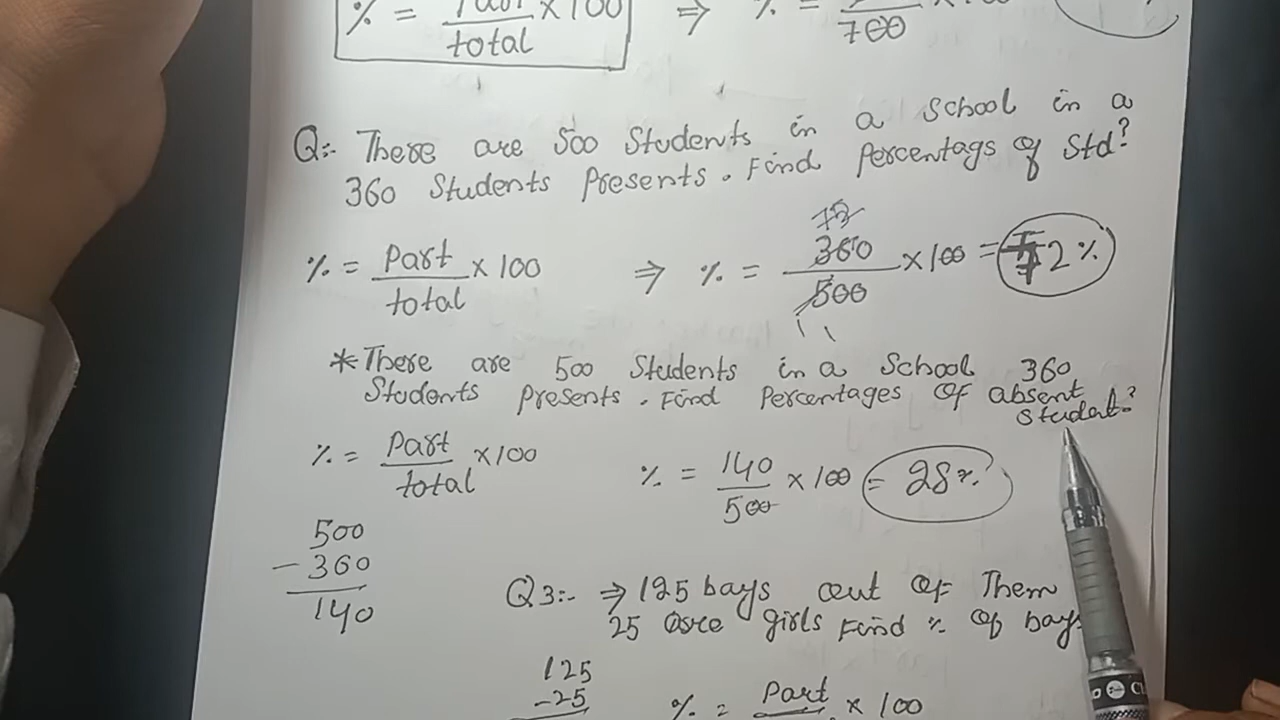 % = Part/total × 100 ⇒ % = /700
Q:- There are 500 Students in a School in a
360 Students Presents. Find Percentags of Std?
% = Part/total × 100 ⇒ % = 360/500 × 100 = 72%
*There are 500 Students in a School 360
Students Presents. Find Percentages of absent
Student?
% = Part/total × 100 % = 140/500 × 100 = 28%
500
-360
140
Q3:- ⇒ 125 bays out of Them
25 are girls Find % of bays
125
-25
% = Part × 100